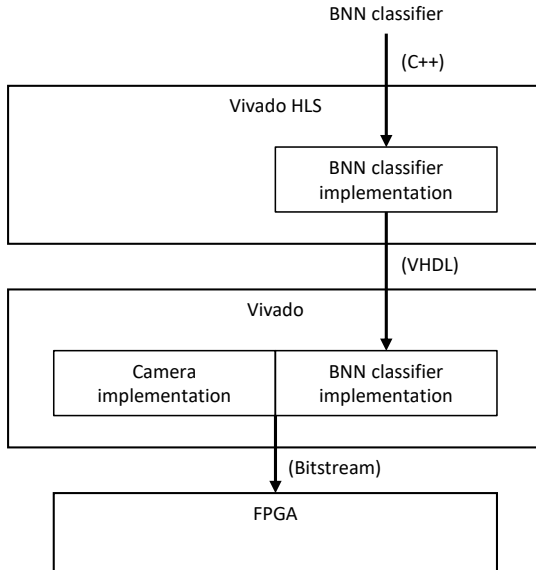 BNN classifier
(C++)
Vivado HLS
BNN classifier
implementation
(VHDL)
Vivado
Camera
implementation
BNN classifier
implementation
(Bitstream)
FPGA